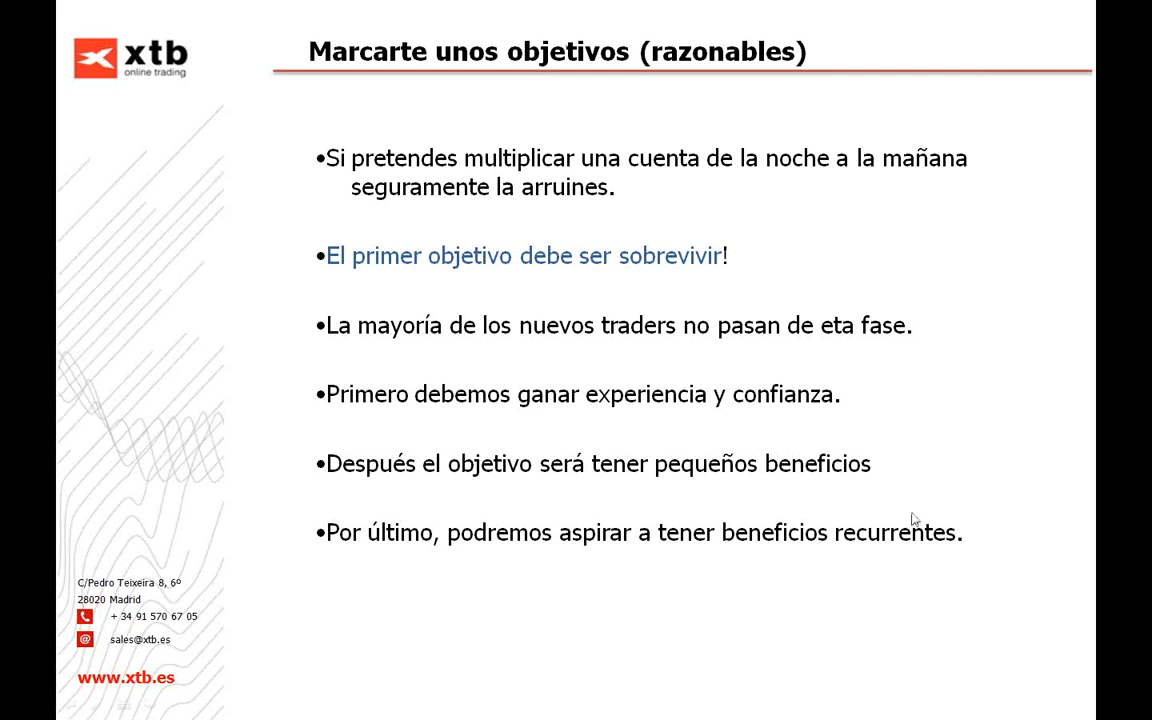 xtb
online trading
Marcarte unos objetivos (razonables)
•Si pretendes multiplicar una cuenta de la noche a la mañana
seguramente la arruines.
•El primer objetivo debe ser sobrevivir!
•La mayoría de los nuevos traders no pasan de eta fase.
•Primero debemos ganar experiencia y confianza.
•Después el objetivo será tener pequeños beneficios
•Por último, podremos aspirar a tener beneficios recurrentes.
C/Pedro Teixeira 8, 6º
28020 Madrid
+ 34 91 570 67 05
@ sales@xtb.es
www.xtb.es